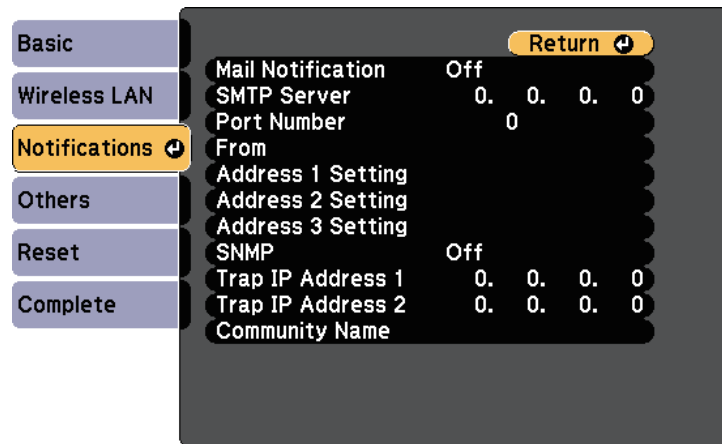 Basic
Wireless LAN
Notifications
Others
Reset
Complete
Return
Mail Notification Off
SMTP Server 0. 0. 0. 0
Port Number 0
From
Address 1 Setting
Address 2 Setting
Address 3 Setting
SNMP Off
Trap IP Address 1 0. 0. 0. 0
Trap IP Address 2 0. 0. 0. 0
Community Name